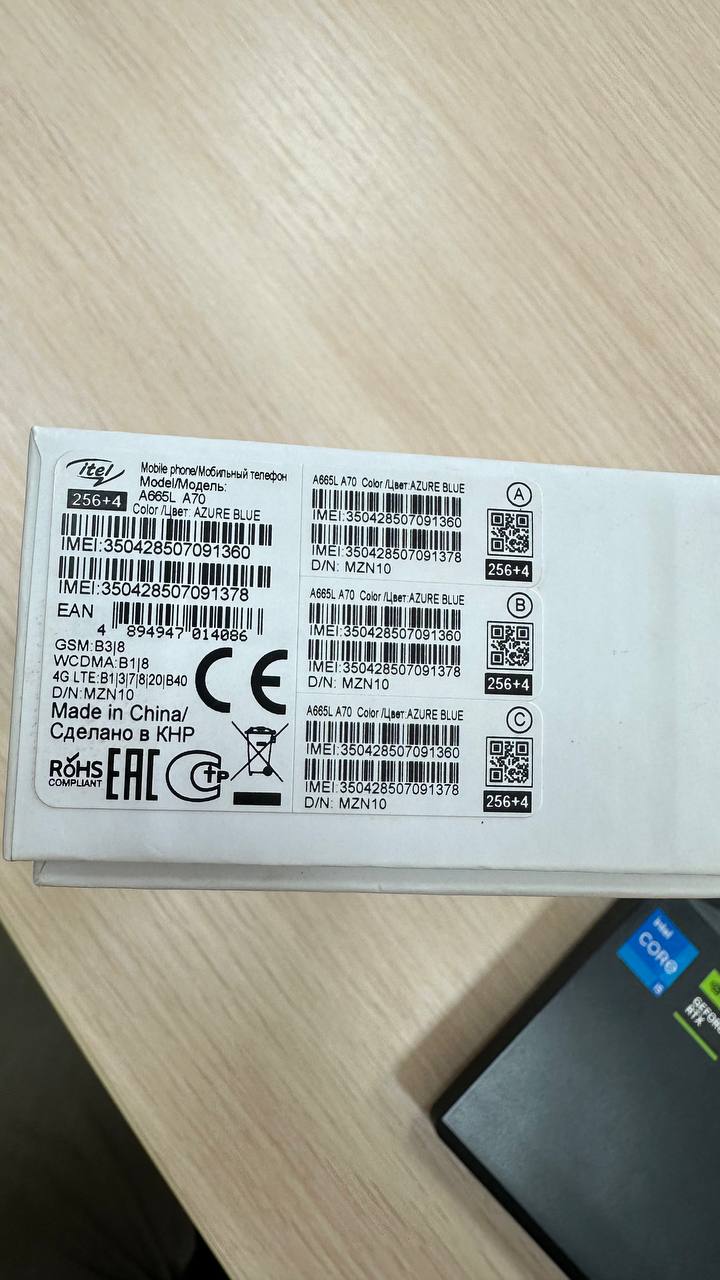 itel
Mobile phone/Мобильный телефон
Model/Модель:
A665L A70
256+4
Color /Цвет: AZURE BLUE
IMEI:350428507091360
IMEI:350428507091378
EAN
4 894947 014086
GSM:B3|8
WCDMA:B1|8
4G LTE:B1|3|7|8|20|B40
D/N:MZN10
Made in China/
Сделано в КНР
CE
RoHS
COMPLIANT
EAC
A665L A70 Color /Цвет:AZURE BLUE
A
IMEI:350428507091360
IMEI:350428507091378
D/N: MZN10
256+4
A665L A70 Color /Цвет:AZURE BLUE
B
IMEI:350428507091360
IMEI:350428507091378
D/N: MZN10
256+4
A665L A70 Color /Цвет:AZURE BLUE
C
IMEI:350428507091360
IMEI:350428507091378
D/N: MZN10
256+4
intel
CORE
i5
RTX